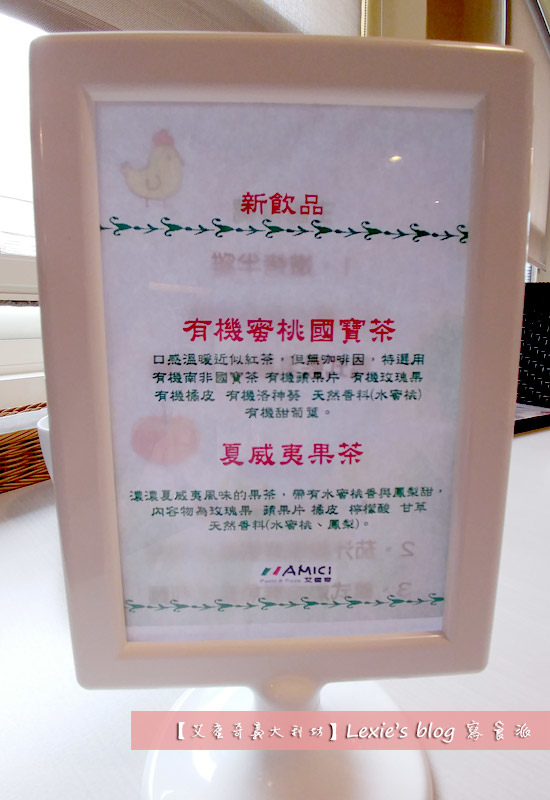 新飲品
有機蜜桃國寶茶
口感溫暖近似紅茶，但無咖啡因，特選用
有機南非國寶茶 有機蘋果片 有機玫瑰果
有機橘皮 有機洛神葵 天然香料(水蜜桃)
有機甜菊葉。
夏威夷果茶
濃濃夏威夷風味的果茶，帶有水蜜桃香與鳳梨甜，
內容物為玫瑰果 蘋果片 橘皮 檸檬酸 甘草
天然香料(水蜜桃、鳳梨)。
AMICI
Pasta & Pizza 艾蜜奇
【艾蜜奇義大利坊】Lexie's blog 寫食派